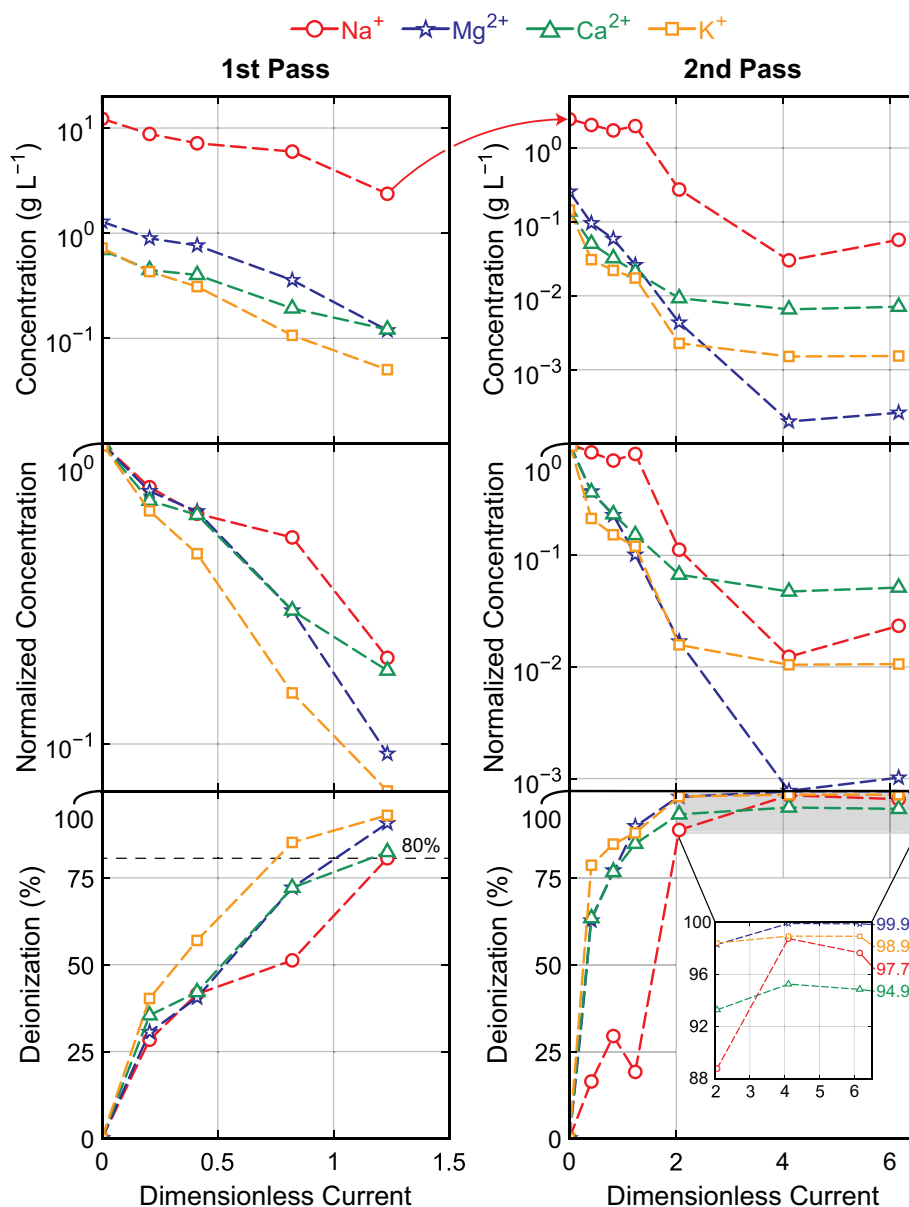 Na⁺ Mg²⁺ Ca²⁺ K⁺
1st Pass
Concentration (g L⁻¹)
10¹
10⁰
10⁻¹
Normalized Concentration
10⁰
10⁻¹
Deionization (%)
100
75
50
25
0
80%
0 0.5 1 1.5
Dimensionless Current
2nd Pass
Concentration (g L⁻¹)
10⁰
10⁻¹
10⁻²
10⁻³
Normalized Concentration
10⁰
10⁻¹
10⁻²
10⁻³
Deionization (%)
100
75
50
25
0
100
96
92
88
2 3 4 5 6
99.9
98.9
97.7
94.9
0 2 4 6
Dimensionless Current